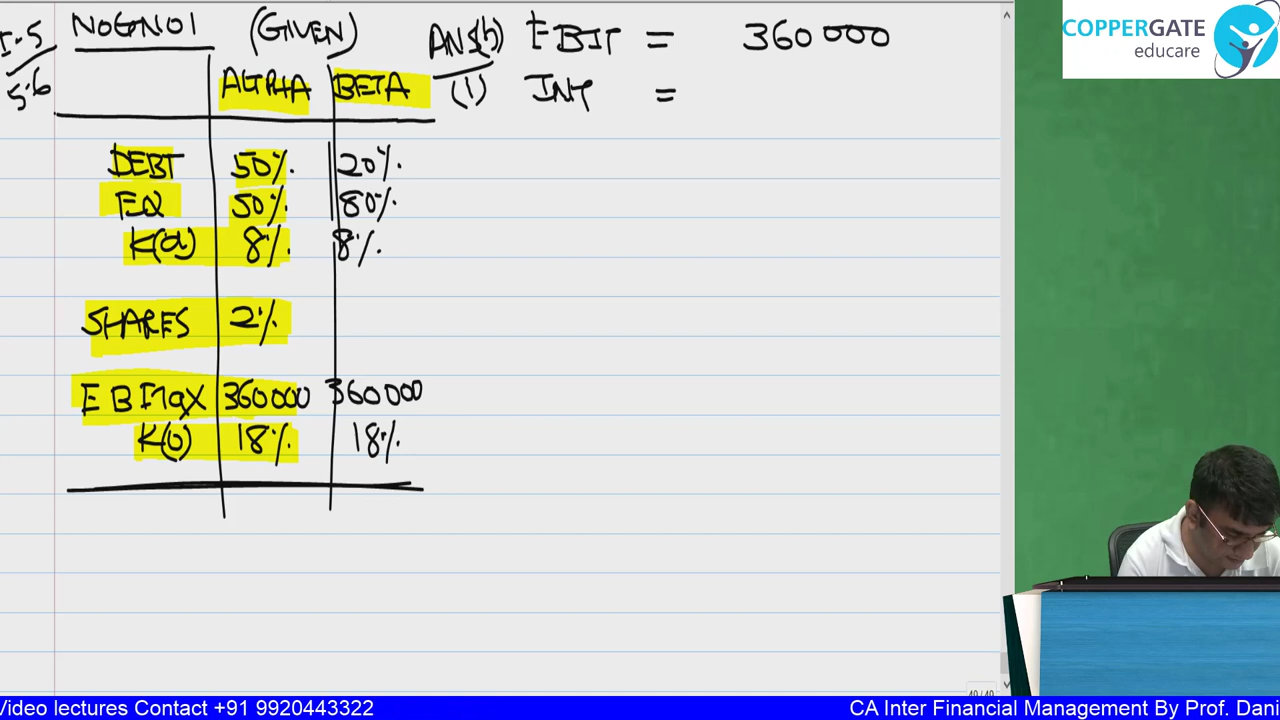 I-5
5.6
NOGNO1 (GIVEN)
ALPHA BETA
DEBT 50% 20%
EQ 50% 80%
K(d) 8% 8%
SHARES 2%
EBITax 360000 360000
K(o) 18% 18%
ANS(b) EBIT = 360000
(1) INT =
COPPERGATE
educare
Video lectures Contact +91 9920443322
CA Inter Financial Management By Prof. Dani